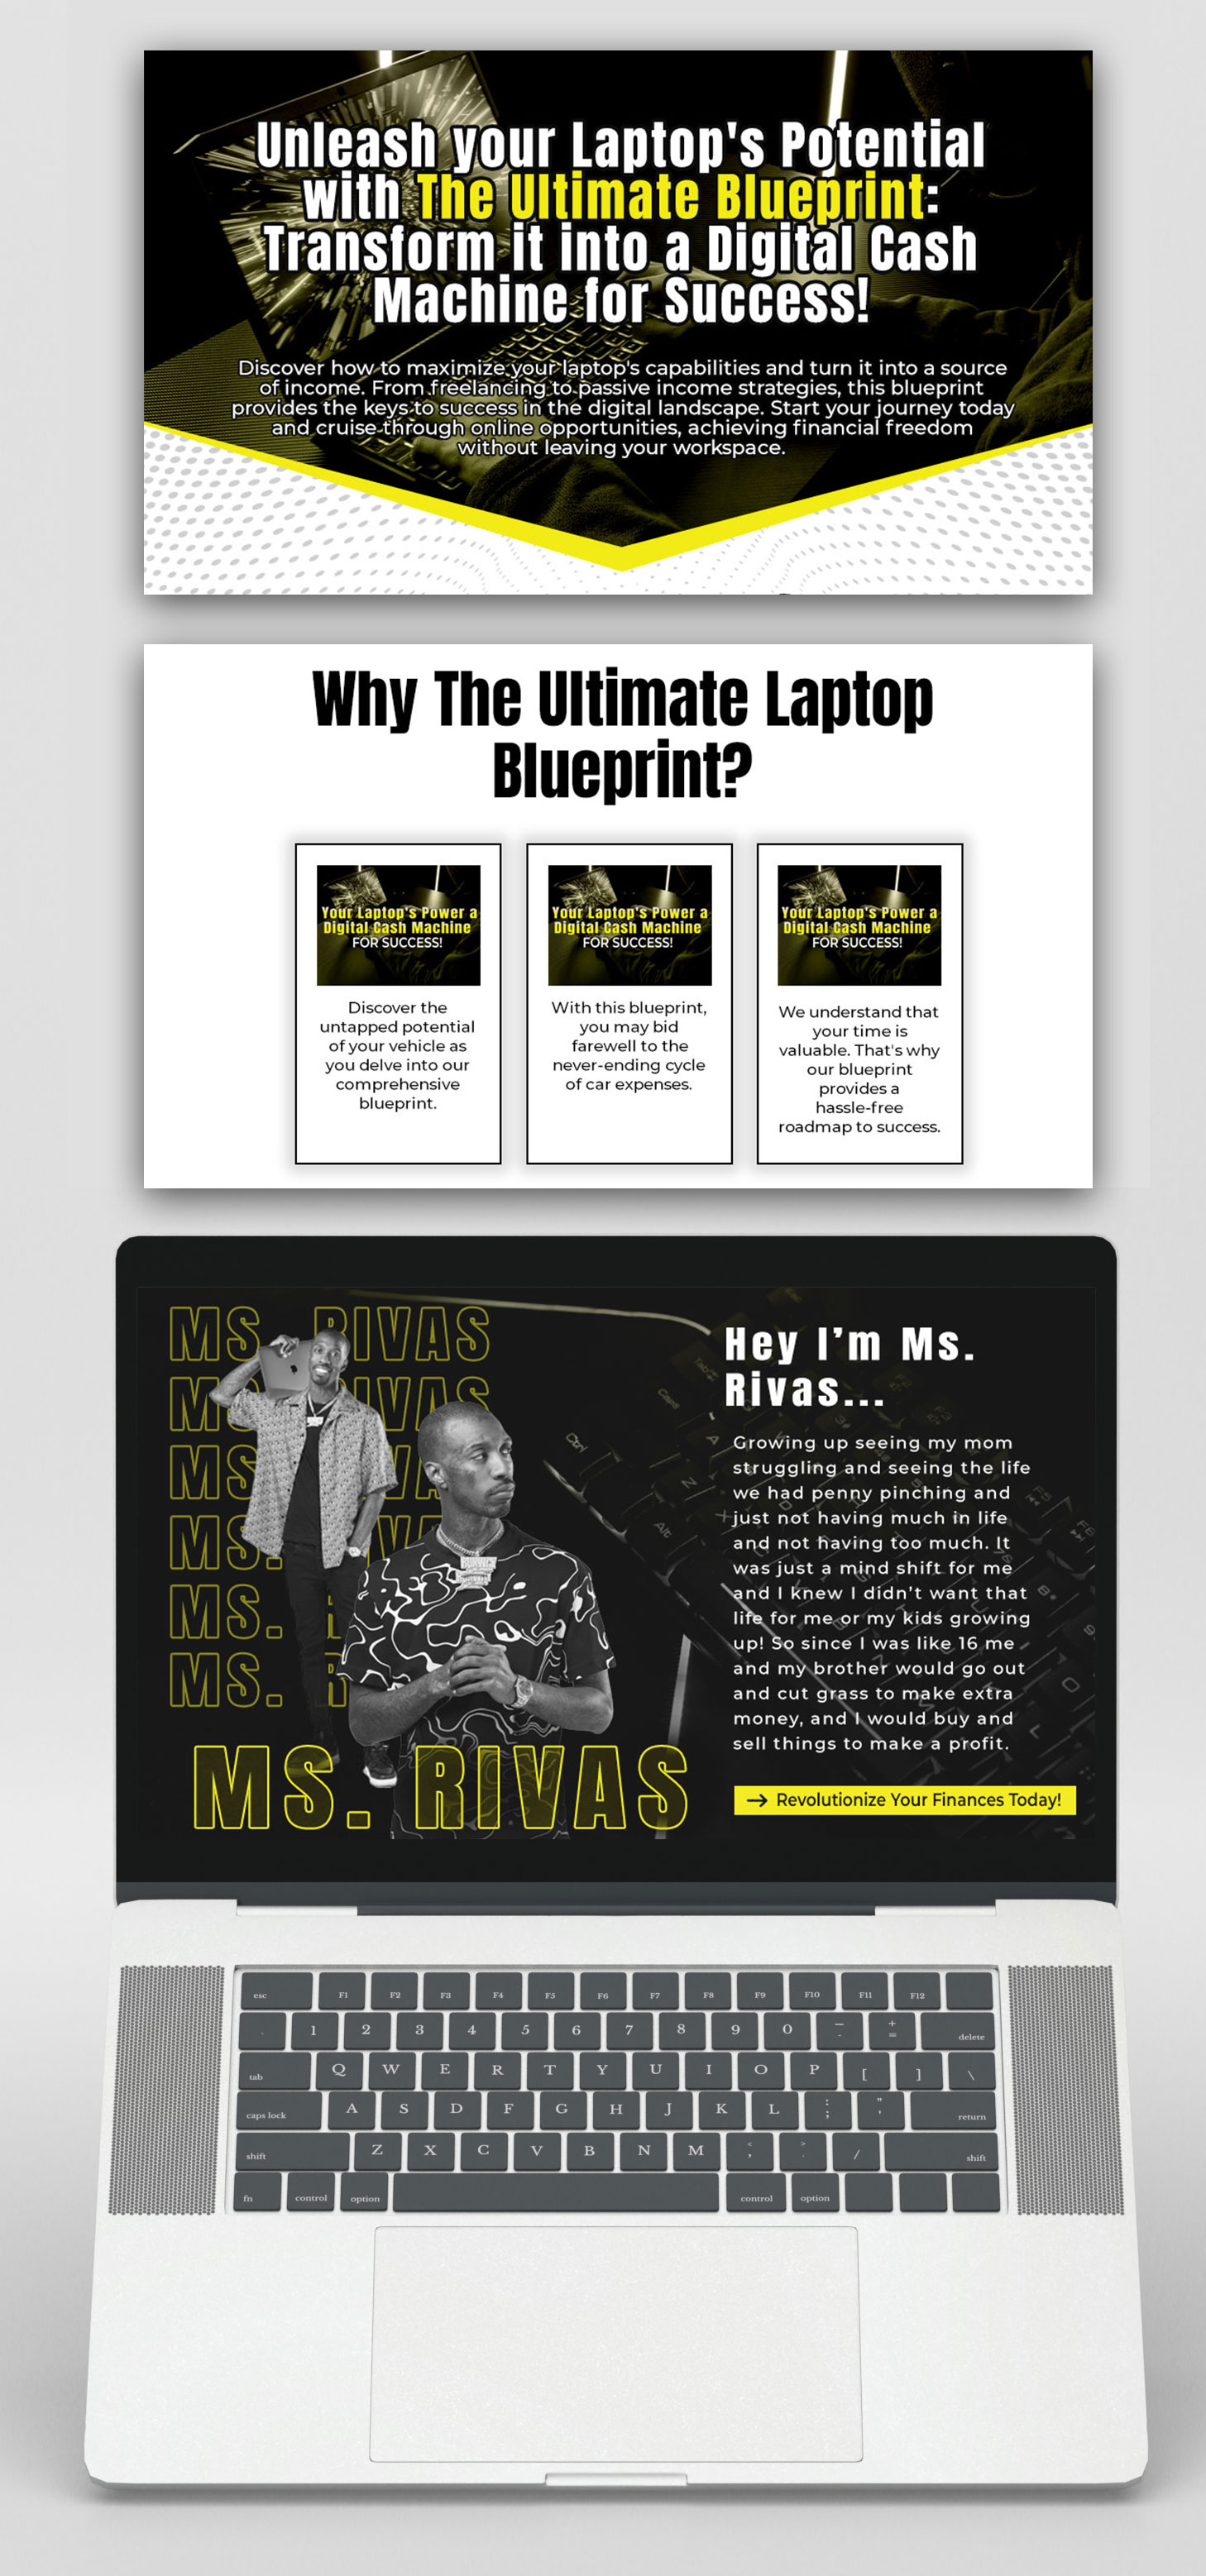 Unleash your Laptop's Potential
with The Ultimate Blueprint:
Transform it into a Digital Cash
Machine for Success!
Discover how to maximize your laptop's capabilities and turn it into a source
of income. From freelancing to passive income strategies, this blueprint
provides the keys to success in the digital landscape. Start your journey today
and cruise through online opportunities, achieving financial freedom
without leaving your workspace.
Why The Ultimate Laptop
Blueprint?
Your Laptop's Power a
Digital Cash Machine
FOR SUCCESS!
Discover the
untapped potential
of your vehicle as
you delve into our
comprehensive
blueprint.
Your Laptop's Power a
Digital Cash Machine
FOR SUCCESS!
With this blueprint,
you may bid
farewell to the
never-ending cycle
of car expenses.
Your Laptop's Power a
Digital Cash Machine
FOR SUCCESS!
We understand that
your time is
valuable. That's why
our blueprint
provides a
hassle-free
roadmap to success.
MS. RIVAS
MS. RIVAS
MS. RIVAS
Hey I'm Ms.
Rivas...
Growing up seeing my mom
struggling and seeing the life
we had penny pinching and
just not having much in life
and not having too much. It
was just a mind shift for me
and I knew I didn't want that
life for me or my kids growing
up! So since I was like 16 me
and my brother would go out
and cut grass to make extra
money, and I would buy and
sell things to make a profit.
→ Revolutionize Your Finances Today!
esc F1 F2 F3 F4 F5 F6 F7 F8 F9 F10 F11 F12
1 2 3 4 5 6 7 8 9 0 - + = delete
tab Q W E R T Y U I O P [ ] \
caps lock A S D F G H J K L : ; " ' return
shift Z X C V B N M < , > . / shift
fn control option control option